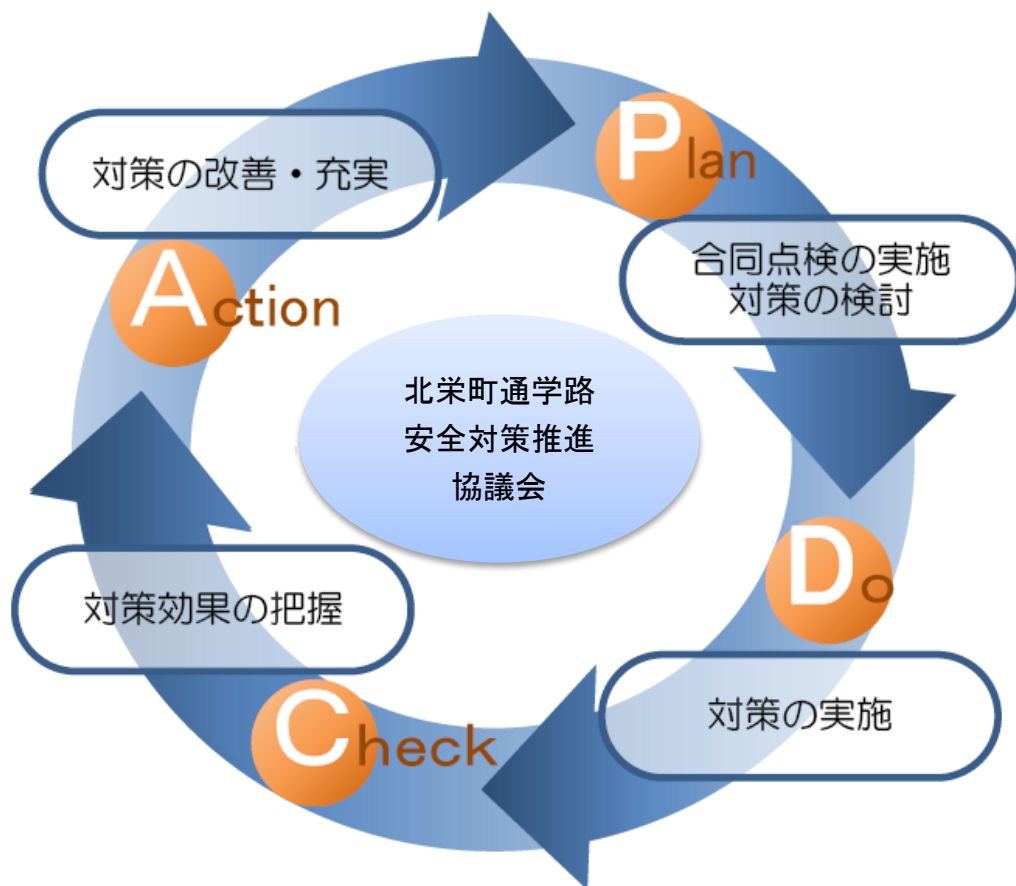 Plan
合同点検の実施
対策の検討
Do
対策の実施
Check
対策効果の把握
Action
対策の改善・充実
北栄町通学路
安全対策推進
協議会